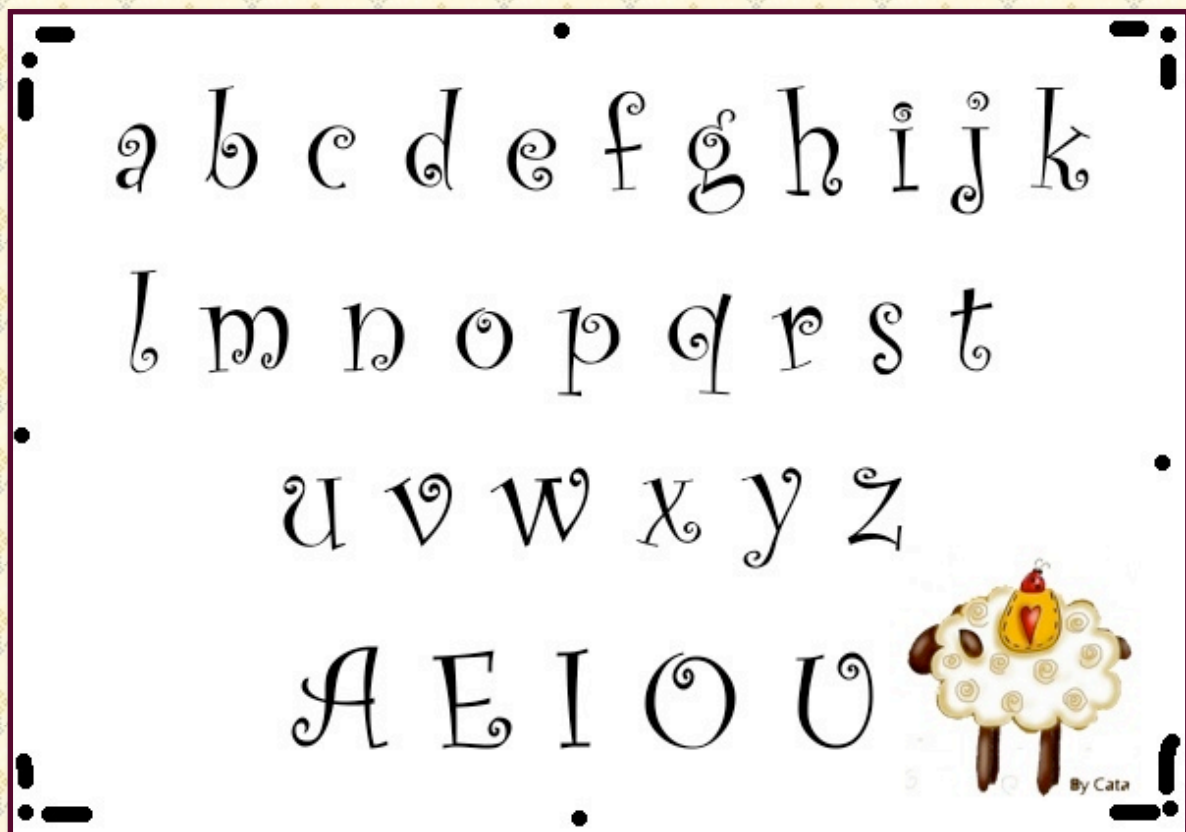 a b c d e f g h i j k
l m n o p q r s t
u v w x y z
A E I O U
By Cata